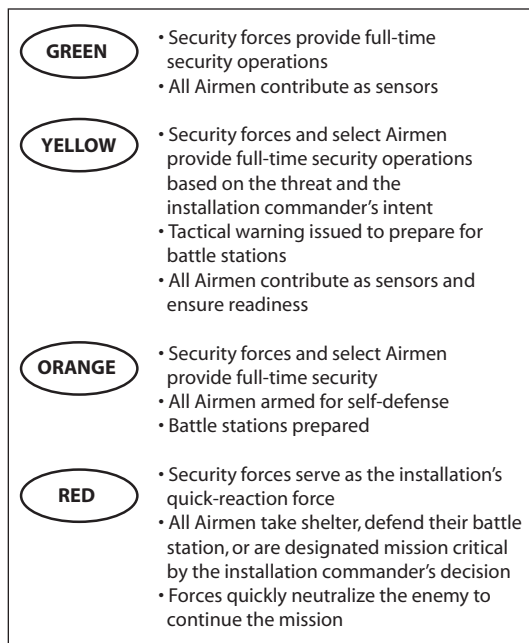 GREEN
• Security forces provide full-time
security operations
• All Airmen contribute as sensors
YELLOW
• Security forces and select Airmen
provide full-time security operations
based on the threat and the
installation commander's intent
• Tactical warning issued to prepare for
battle stations
• All Airmen contribute as sensors and
ensure readiness
ORANGE
• Security forces and select Airmen
provide full-time security
• All Airmen armed for self-defense
• Battle stations prepared
RED
• Security forces serve as the installation's
quick-reaction force
• All Airmen take shelter, defend their battle
station, or are designated mission critical
by the installation commander's decision
• Forces quickly neutralize the enemy to
continue the mission